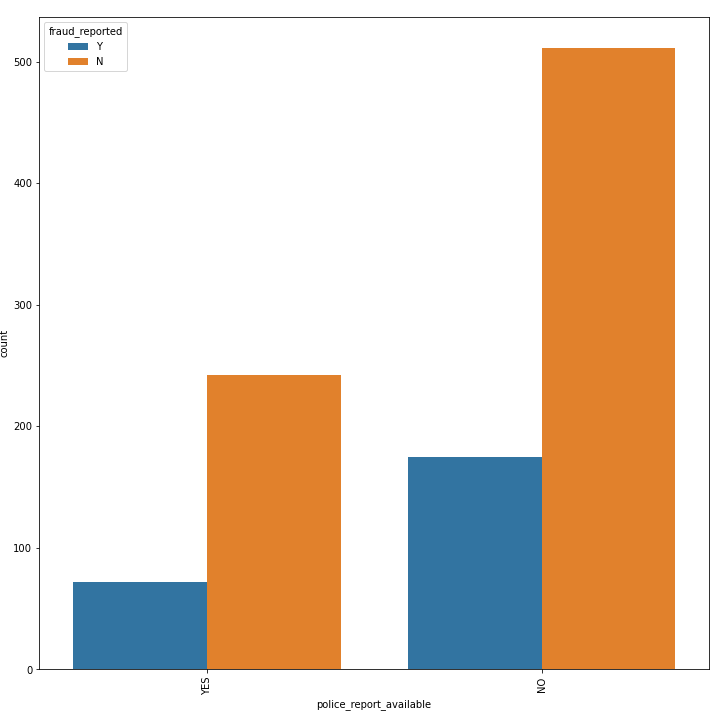 fraud_reported
Y
N
500
400
300
200
100
0
count
YES
NO
police_report_available